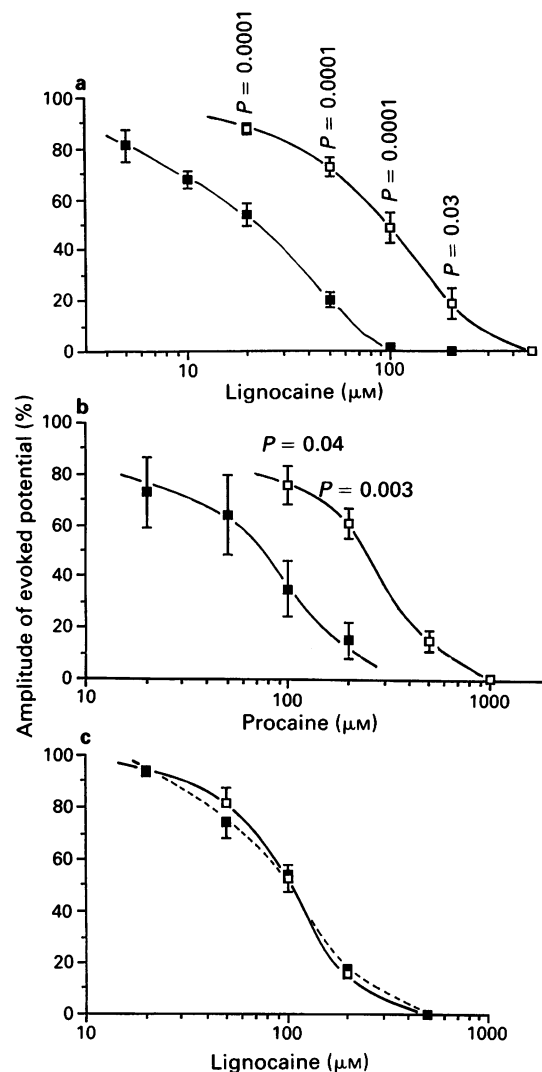 a
P = 0.0001
P = 0.0001
P = 0.0001
P = 0.03
100
80
60
40
20
0
10
100
Lignocaine (μM)
b
P = 0.04
P = 0.003
100
80
60
40
20
0
10
100
1000
Procaine (μM)
Amplitude of evoked potential (%)
c
100
80
60
40
20
0
10
100
1000
Lignocaine (μM)